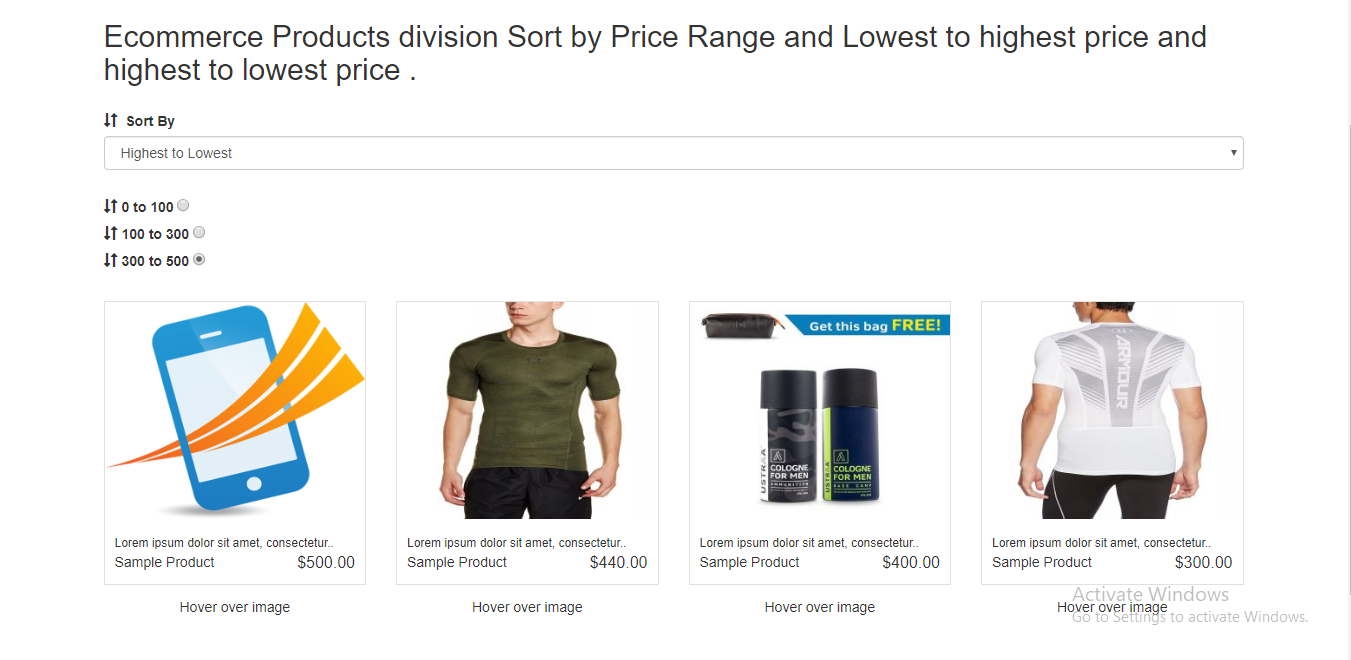 Ecommerce Products division Sort by Price Range and Lowest to highest price and
highest to lowest price .
Sort By
Highest to Lowest
0 to 100
100 to 300
300 to 500
Get this bag FREE!
USTRAA
COLOGNE
FOR MEN
AMMUNITION
USTRAA
COLOGNE
FOR MEN
BASE CAMP
ARMOUR
Lorem ipsum dolor sit amet, consectetur..
Sample Product $500.00
Lorem ipsum dolor sit amet, consectetur..
Sample Product $440.00
Lorem ipsum dolor sit amet, consectetur..
Sample Product $400.00
Lorem ipsum dolor sit amet, consectetur..
Sample Product $300.00
Hover over image
Hover over image
Hover over image
Hover over image
Activate Windows
Go to Settings to activate Windows.